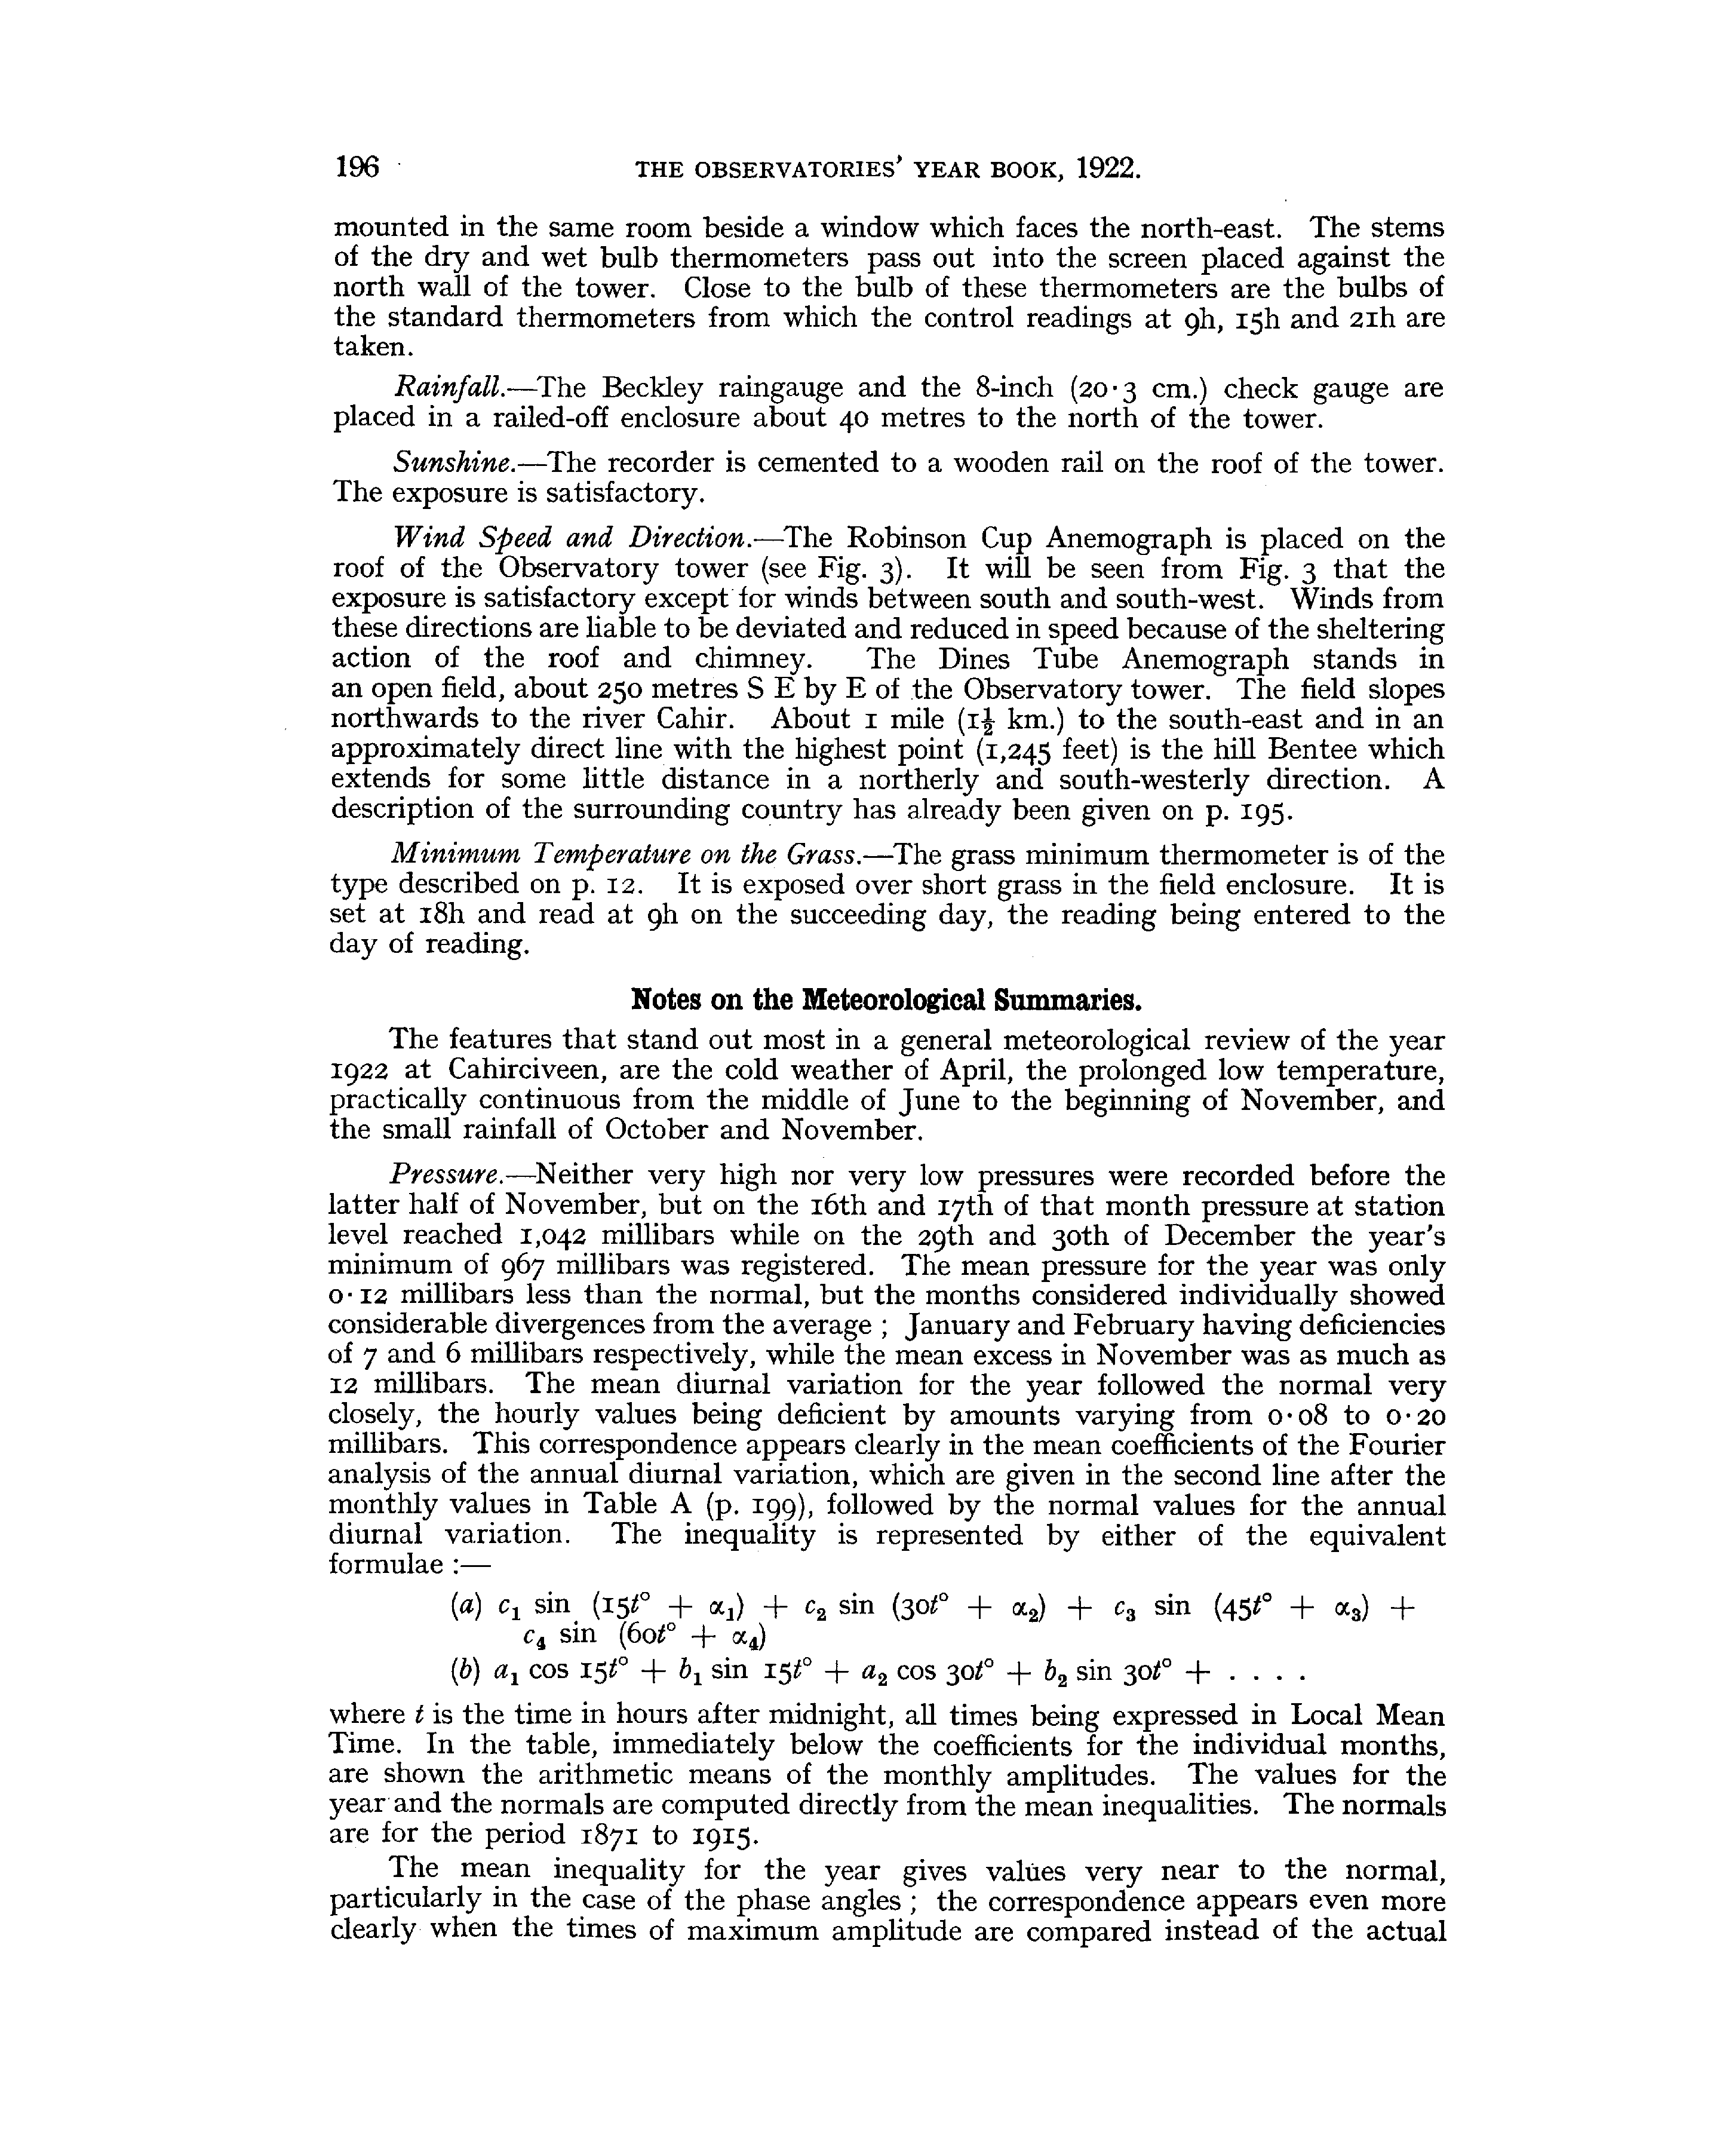 196 THE OBSERVATORIES' YEAR BOOK, 1922.
mounted in the same room beside a window which faces the north-east. The stems
of the dry and wet bulb thermometers pass out into the screen placed against the
north wall of the tower. Close to the bulb of these thermometers are the bulbs of
the standard thermometers from which the control readings at 9h, 15h and 21h are
taken.
Rainfall.—The Beckley raingauge and the 8-inch (20·3 cm.) check gauge are
placed in a railed-off enclosure about 40 metres to the north of the tower.
Sunshine.—The recorder is cemented to a wooden rail on the roof of the tower.
The exposure is satisfactory.
Wind Speed and Direction.—The Robinson Cup Anemograph is placed on the
roof of the Observatory tower (see Fig. 3). It will be seen from Fig. 3 that the
exposure is satisfactory except for winds between south and south-west. Winds from
these directions are liable to be deviated and reduced in speed because of the sheltering
action of the roof and chimney. The Dines Tube Anemograph stands in
an open field, about 250 metres S E by E of the Observatory tower. The field slopes
northwards to the river Cahir. About 1 mile (1½ km.) to the south-east and in an
approximately direct line with the highest point (1,245 feet) is the hill Bentee which
extends for some little distance in a northerly and south-westerly direction. A
description of the surrounding country has already been given on p. 195.
Minimum Temperature on the Grass.—The grass minimum thermometer is of the
type described on p. 12. It is exposed over short grass in the field enclosure. It is
set at 18h and read at 9h on the succeeding day, the reading being entered to the
day of reading.
Notes on the Meteorological Summaries.
The features that stand out most in a general meteorological review of the year
1922 at Cahirciveen, are the cold weather of April, the prolonged low temperature,
practically continuous from the middle of June to the beginning of November, and
the small rainfall of October and November.
Pressure.—Neither very high nor very low pressures were recorded before the
latter half of November, but on the 16th and 17th of that month pressure at station
level reached 1,042 millibars while on the 29th and 30th of December the year's
minimum of 967 millibars was registered. The mean pressure for the year was only
0·12 millibars less than the normal, but the months considered individually showed
considerable divergences from the average ; January and February having deficiencies
of 7 and 6 millibars respectively, while the mean excess in November was as much as
12 millibars. The mean diurnal variation for the year followed the normal very
closely, the hourly values being deficient by amounts varying from 0·08 to 0·20
millibars. This correspondence appears clearly in the mean coefficients of the Fourier
analysis of the annual diurnal variation, which are given in the second line after the
monthly values in Table A (p. 199), followed by the normal values for the annual
diurnal variation. The inequality is represented by either of the equivalent
formulae :—
(a) c₁ sin (15t° + α₁) + c₂ sin (30t° + α₂) + c₃ sin (45t° + α₃) +
c₄ sin (60t° + α₄)
(b) a₁ cos 15t° + b₁ sin 15t° + a₂ cos 30t° + b₂ sin 30t° + . . . .
where t is the time in hours after midnight, all times being expressed in Local Mean
Time. In the table, immediately below the coefficients for the individual months,
are shown the arithmetic means of the monthly amplitudes. The values for the
year and the normals are computed directly from the mean inequalities. The normals
are for the period 1871 to 1915.
The mean inequality for the year gives values very near to the normal,
particularly in the case of the phase angles ; the correspondence appears even more
clearly when the times of maximum amplitude are compared instead of the actual